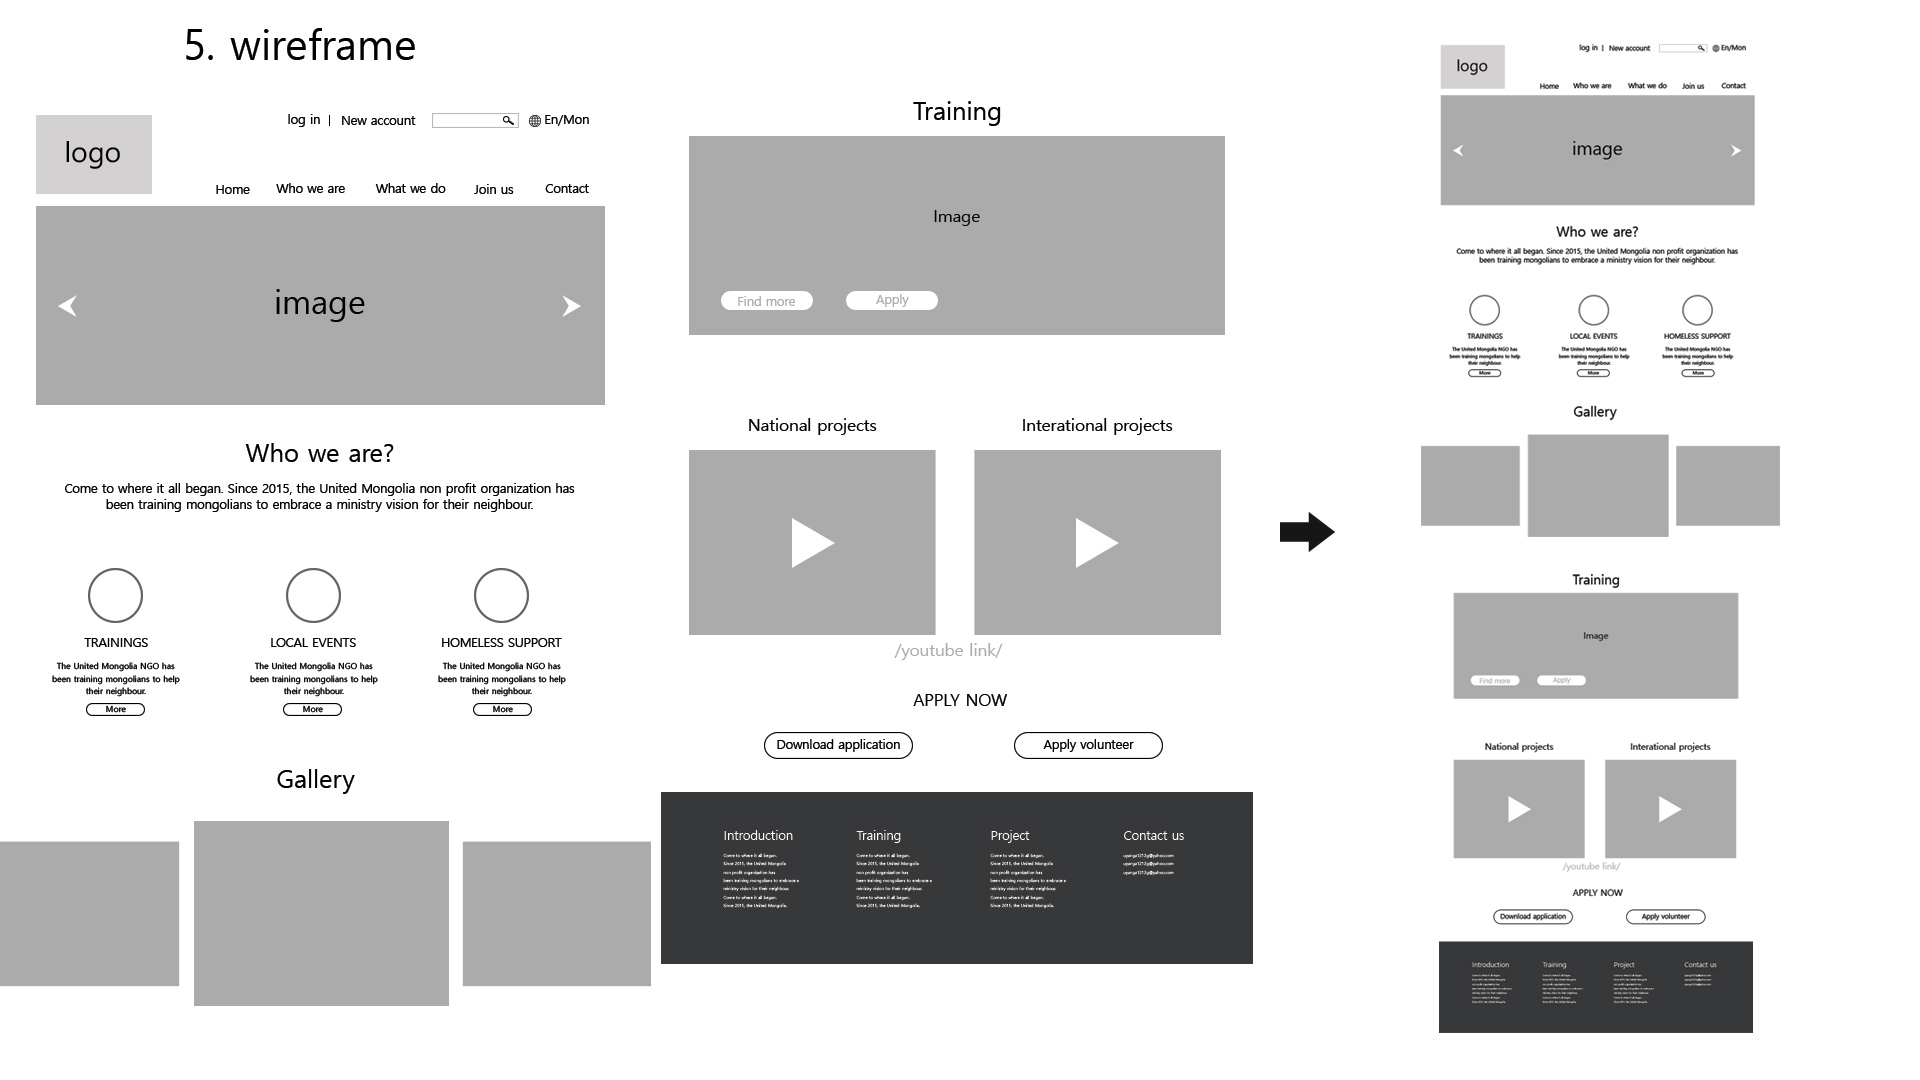 5. wireframe
logo
log in | New account
En/Mon
Home Who we are What we do Join us Contact
image
Who we are?
Come to where it all began. Since 2015, the United Mongolia non profit organization has
been training mongolians to embrace a ministry vision for their neighbour.
TRAININGS
The United Mongolia NGO has
been training mongolians to help
their neighbour.
More
LOCAL EVENTS
The United Mongolia NGO has
been training mongolians to help
their neighbour.
More
HOMELESS SUPPORT
The United Mongolia NGO has
been training mongolians to help
their neighbour.
More
Gallery
Training
Image
Find more Apply
National projects Interational projects
/youtube link/
APPLY NOW
Download application Apply volunteer
Introduction
Come to where it all began.
Since 2015, the United Mongolia
non profit organization has
been training mongolians to embrace a
ministry vision for their neighbour.
Come to where it all began.
Since 2015, the United Mongolia.
Training
Come to where it all began.
Since 2015, the United Mongolia
non profit organization has
been training mongolians to embrace a
ministry vision for their neighbour.
Come to where it all began.
Since 2015, the United Mongolia.
Project
Come to where it all began.
Since 2015, the United Mongolia
non profit organization has
been training mongolians to embrace a
ministry vision for their neighbour.
Come to where it all began.
Since 2015, the United Mongolia.
Contact us
logo
log in | New account
En/Mon
Home Who we are What we do Join us Contact
image
Who we are?
Come to where it all began. Since 2015, the United Mongolia non profit organization has
been training mongolians to embrace a ministry vision for their neighbour.
TRAININGS
The United Mongolia NGO has
been training mongolians to help
their neighbour.
More
LOCAL EVENTS
The United Mongolia NGO has
been training mongolians to help
their neighbour.
More
HOMELESS SUPPORT
The United Mongolia NGO has
been training mongolians to help
their neighbour.
More
Gallery
Training
Image
Find more Apply
National projects Interational projects
/youtube link/
APPLY NOW
Download application Apply volunteer
Introduction Training Project Contact us